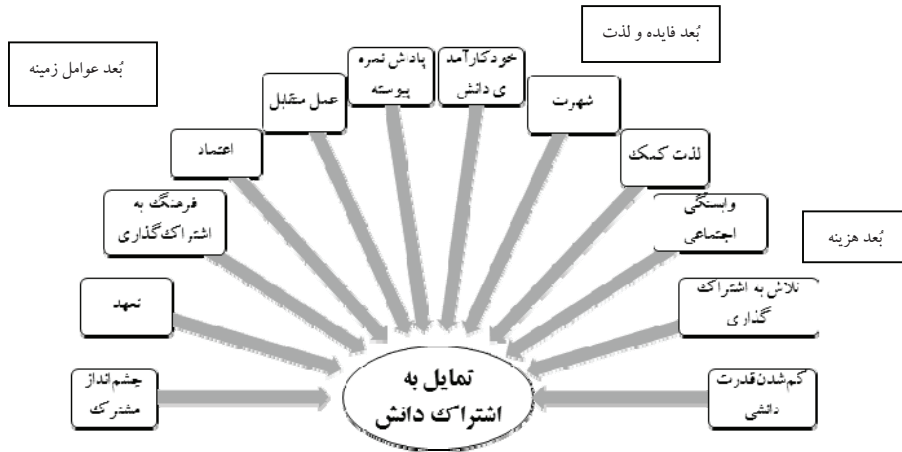 بُعد فایده و لذت
بُعد عوامل زمینه
خودکارآمد
ی دانش
پاداش نمره
پیوسته
عمل متقابل
شهرت
اعتماد
لذت کمک
فرهنگ به
اشتراک‌گذاری
وابستگی
اجتماعی
بُعد هزینه
تعهد
تلاش به اشتراک
گذاری
چشم‌انداز
مشترک
تمایل به
اشتراک دانش
کم‌شدن‌قدرت
دانشی